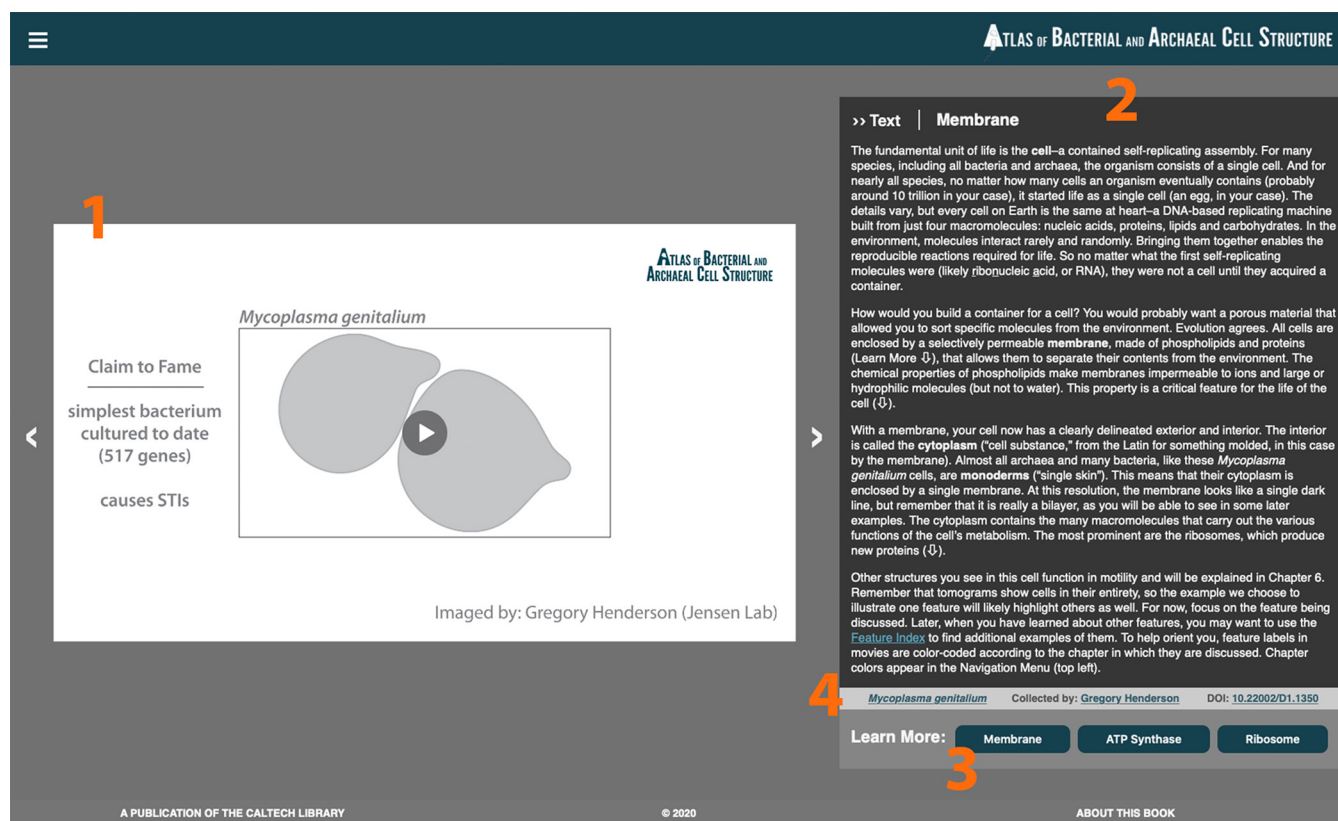 ATLAS OF BACTERIAL AND ARCHAEAL CELL STRUCTURE
1
ATLAS OF BACTERIAL AND
ARCHAEAL CELL STRUCTURE
Mycoplasma genitalium
Claim to Fame
simplest bacterium
cultured to date
(517 genes)
causes STIs
Imaged by: Gregory Henderson (Jensen Lab)
2
›› Text | Membrane
The fundamental unit of life is the cell–a contained self-replicating assembly. For many
species, including all bacteria and archaea, the organism consists of a single cell. And for
nearly all species, no matter how many cells an organism eventually contains (probably
around 10 trillion in your case), it started life as a single cell (an egg, in your case). The
details vary, but every cell on Earth is the same at heart–a DNA-based replicating machine
built from just four macromolecules: nucleic acids, proteins, lipids and carbohydrates. In the
environment, molecules interact rarely and randomly. Bringing them together enables the
reproducible reactions required for life. So no matter what the first self-replicating
molecules were (likely ribonucleic acid, or RNA), they were not a cell until they acquired a
container.
How would you build a container for a cell? You would probably want a porous material that
allowed you to sort specific molecules from the environment. Evolution agrees. All cells are
enclosed by a selectively permeable membrane, made of phospholipids and proteins
(Learn More ⇩), that allows them to separate their contents from the environment. The
chemical properties of phospholipids make membranes impermeable to ions and large or
hydrophilic molecules (but not to water). This property is a critical feature for the life of the
cell (⇩).
With a membrane, your cell now has a clearly delineated exterior and interior. The interior
is called the cytoplasm (“cell substance,” from the Latin for something molded, in this case
by the membrane). Almost all archaea and many bacteria, like these Mycoplasma
genitalium cells, are monoderms (“single skin”). This means that their cytoplasm is
enclosed by a single membrane. At this resolution, the membrane looks like a single dark
line, but remember that it is really a bilayer, as you will be able to see in some later
examples. The cytoplasm contains the many macromolecules that carry out the various
functions of the cell’s metabolism. The most prominent are the ribosomes, which produce
new proteins (⇩).
Other structures you see in this cell function in motility and will be explained in Chapter 6.
Remember that tomograms show cells in their entirety, so the example we choose to
illustrate one feature will likely highlight others as well. For now, focus on the feature being
discussed. Later, when you have learned about other features, you may want to use the
Feature Index to find additional examples of them. To help orient you, feature labels in
movies are color-coded according to the chapter in which they are discussed. Chapter
colors appear in the Navigation Menu (top left).
4
Mycoplasma genitalium Collected by: Gregory Henderson DOI: 10.22002/D1.1350
Learn More: Membrane ATP Synthase Ribosome
3
A PUBLICATION OF THE CALTECH LIBRARY © 2020 ABOUT THIS BOOK